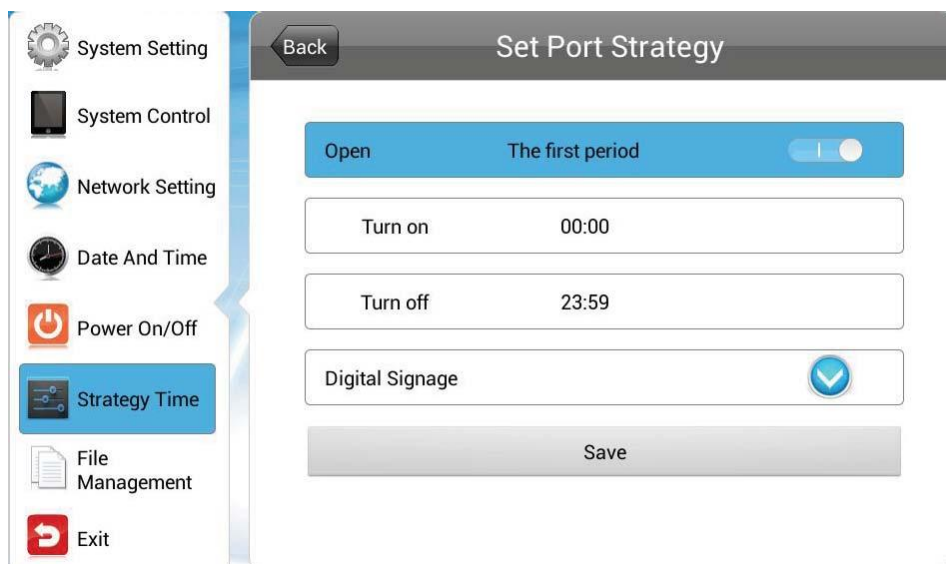 System Setting
System Control
Network Setting
Date And Time
Power On/Off
Strategy Time
File
Management
Exit
Back
Set Port Strategy
Open The first period
Turn on 00:00
Turn off 23:59
Digital Signage
Save